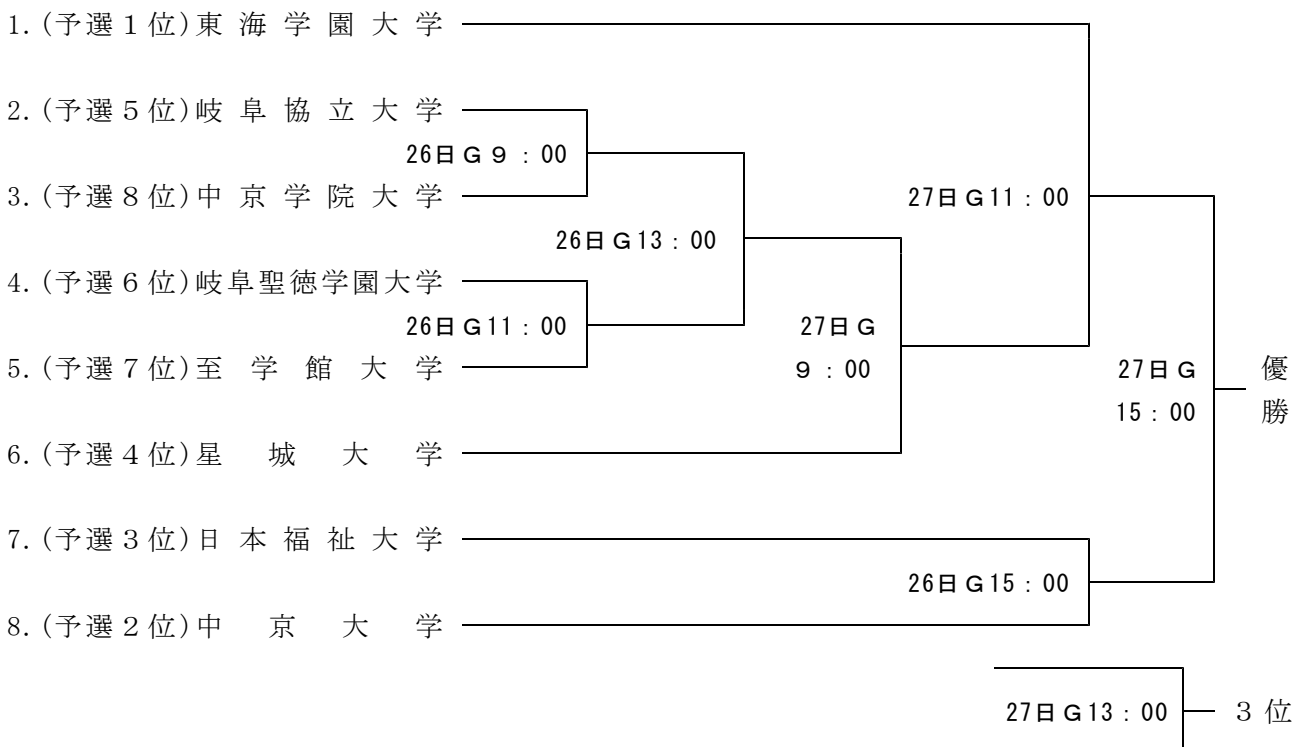 1. (予選１位)東海学園大学
2. (予選５位)岐阜協立大学
26日Ｇ９：00
3. (予選８位)中京学院大学
27日Ｇ11：00
26日Ｇ13：00
4. (予選６位)岐阜聖徳学園大学
26日Ｇ11：00
27日Ｇ
９：00
5. (予選７位)至学館大学
27日Ｇ
15：00
優
勝
6. (予選４位)星城大学
7. (予選３位)日本福祉大学
26日Ｇ15：00
8. (予選２位)中京大学
27日Ｇ13：00
３位